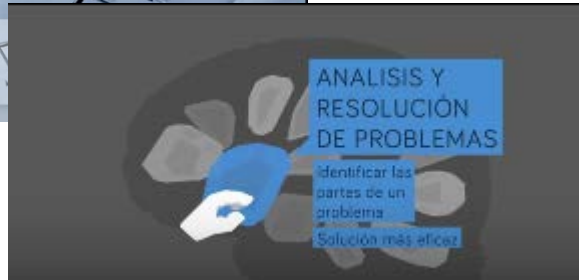 ANALISIS Y
RESOLUCIÓN
DE PROBLEMAS
Identificar las
partes de un
problema
Solución más eficaz